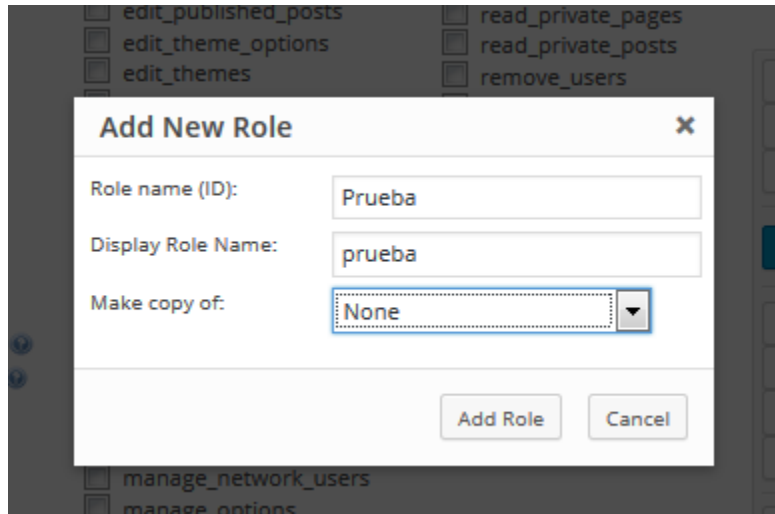 edit_published_posts read_private_pages
edit_theme_options read_private_posts
edit_themes remove_users
Add New Role
Role name (ID): Prueba
Display Role Name: prueba
Make copy of: None
Add Role Cancel
manage_network_users
manage_options